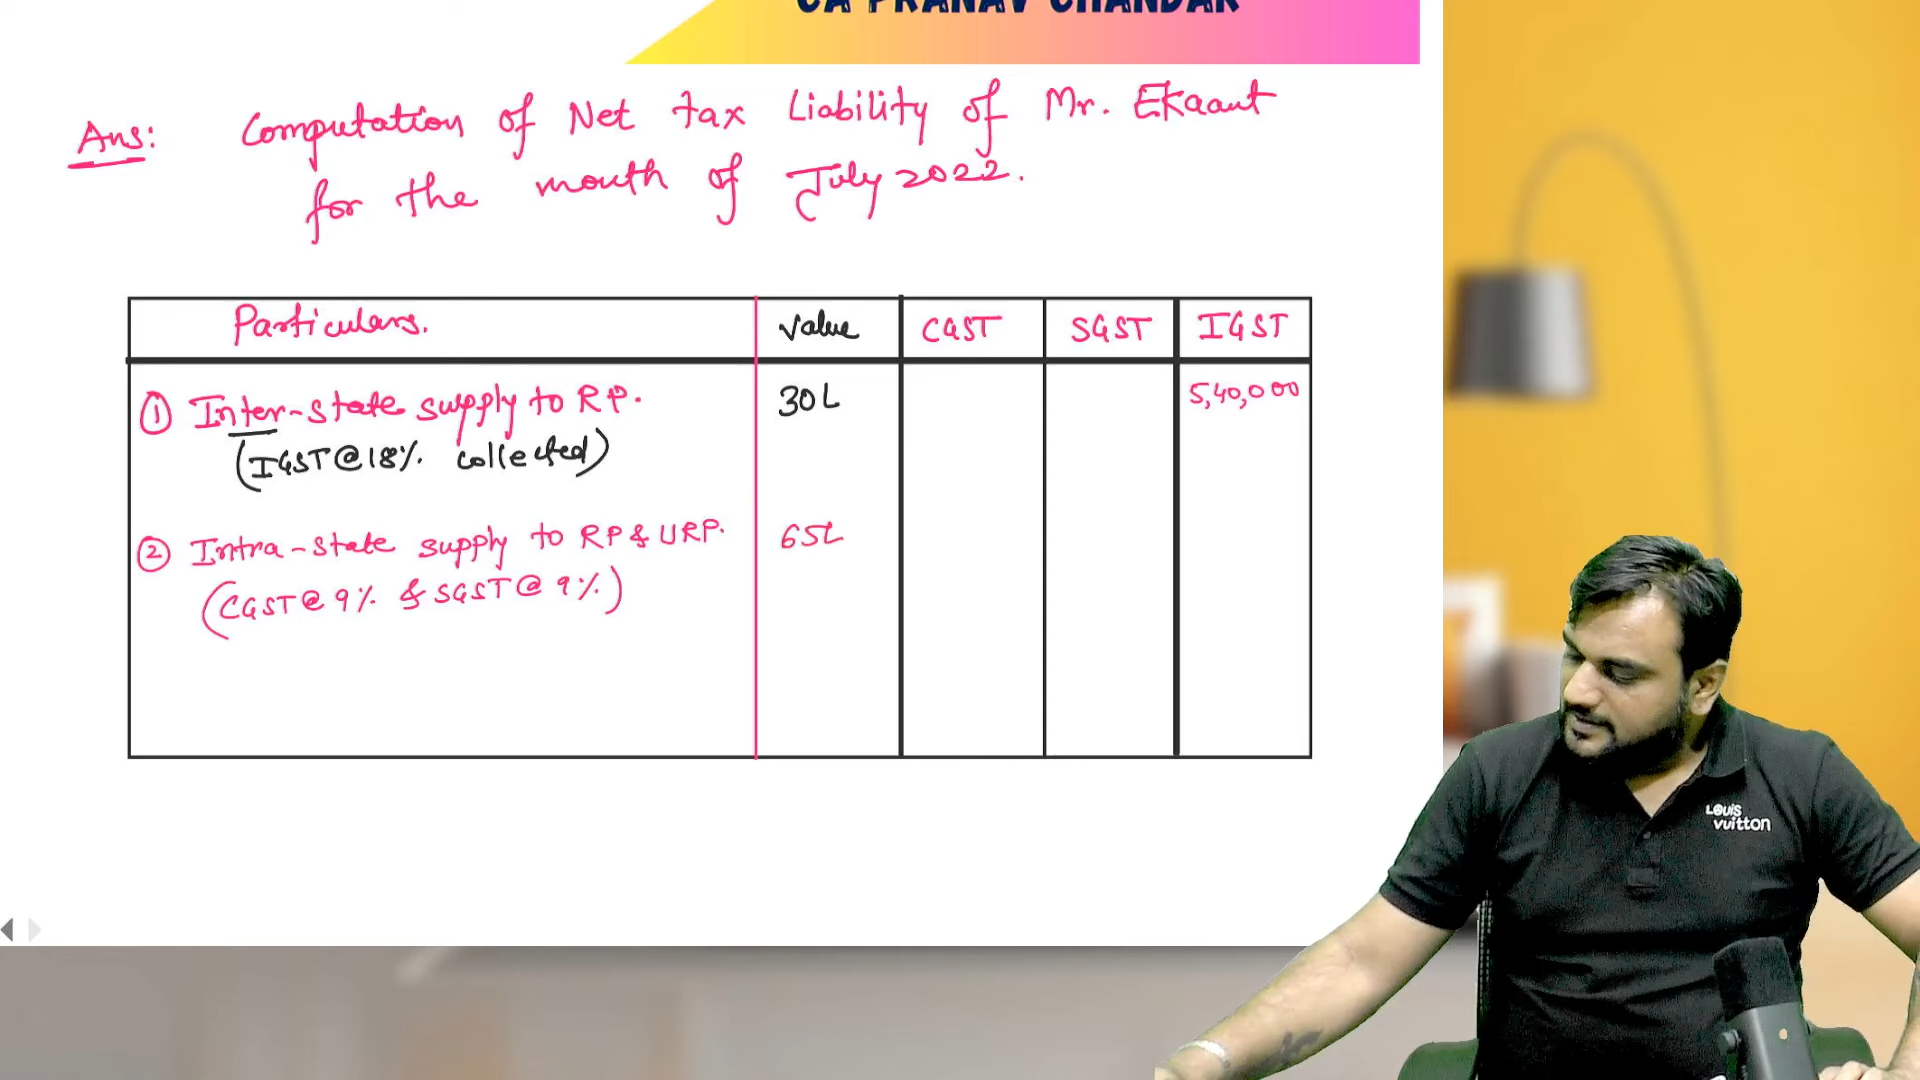 CA PRANAV CHANDAK
Ans: Computation of Net tax Liability of Mr. Ekaant
for the month of July 2022.
Particulars. Value CGST SGST IGST
① Inter-state supply to RP. 30L 5,40,000
(IGST@18% collected)
② Intra-state supply to RP & URP. 65L
(CGST@9% & SGST@9%)
Louis
vuitton